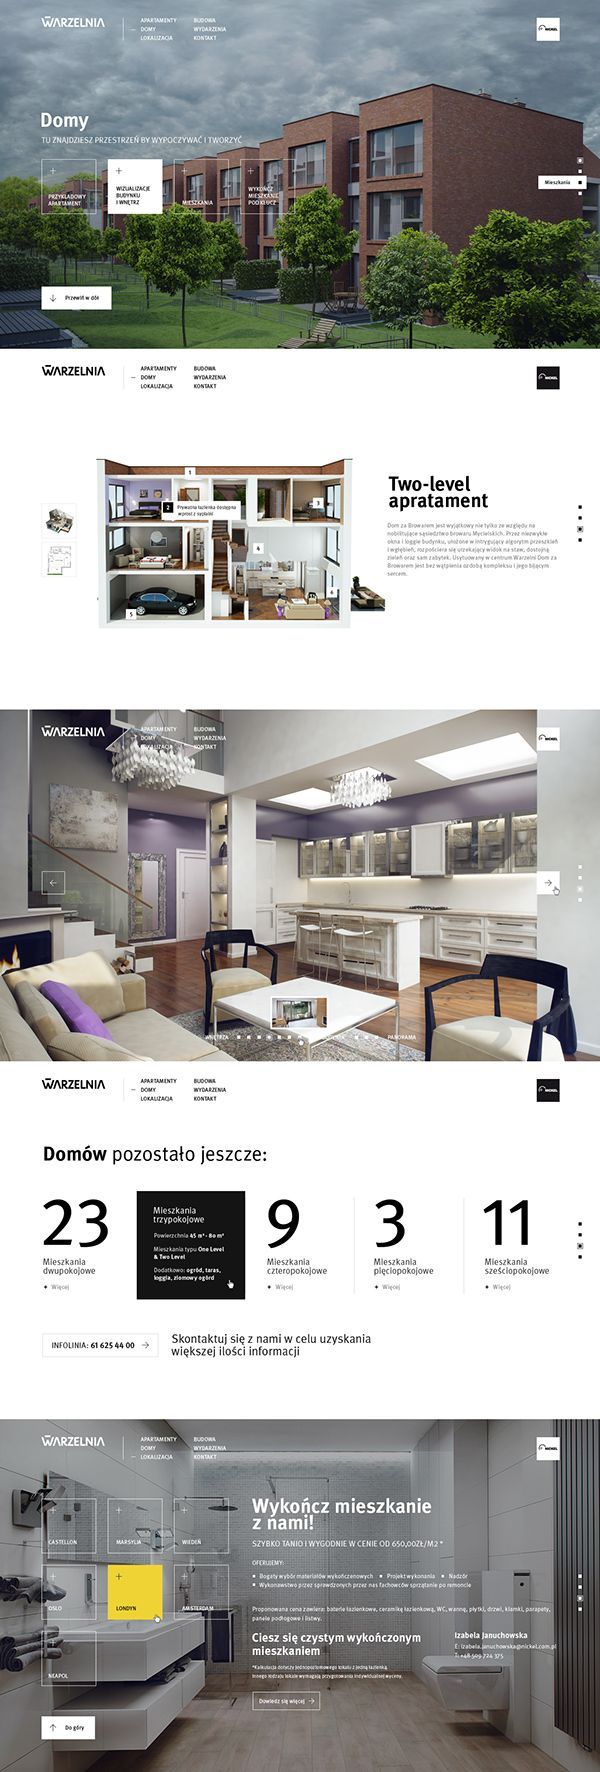 WARZELNIA
APARTAMENTY
DOMY
LOKALIZACJA
BUDOWA
WYDARZENIA
KONTAKT
NICKEL
Domy
TU ZNAJDZIESZ PRZESTRZEŃ BY WYPOCZYWAĆ I TWORZYĆ
PRZYKŁADOWY
APARTAMENT
WIZUALIZACJE
BUDYNKU
I WNĘTRZ
MIESZKANIA
WYKOŃCZ
MIESZKANIE
POD KLUCZ
Mieszkania
Przewiń w dół
WARZELNIA
APARTAMENTY
DOMY
LOKALIZACJA
BUDOWA
WYDARZENIA
KONTAKT
NICKEL
1
2 Prywatna łazienka dostępna
wprost z sypialni
3
4
5
6
Two-level
apratament
Dom za Browarem jest wyjątkowy nie tylko ze względu na
nobilitujące sąsiedztwo browaru Mycielskich. Przez niezwykłe
okna i loggie budynku, ułożone w intrygujący algorytm przeszkleń
i wgłębień, rozpościera się urzekający widok na staw, dostojną
zieleń oraz sam zabytek. Usytuowany w centrum Warzelni Dom za
Browarem jest bez wątpienia ozdobą kompleksu i jego bijącym
sercem.
WARZELNIA
APARTAMENTY
DOMY
LOKALIZACJA
BUDOWA
WYDARZENIA
KONTAKT
NICKEL
WNĘTRZA
PANORAMA
WARZELNIA
APARTAMENTY
DOMY
LOKALIZACJA
BUDOWA
WYDARZENIA
KONTAKT
NICKEL
Domów pozostało jeszcze:
23
Mieszkania
dwupokojowe
+ Więcej
Mieszkania
trzypokojowe
Powierzchnia 45 m² - 80 m²
Mieszkania typu One Level
& Two Level
Dodatkowo: ogród, taras,
loggia, ziomowy ogórd
9
Mieszkania
czteropokojowe
+ Więcej
3
Mieszkania
pięciopokojowe
+ Więcej
11
Mieszkania
sześciopokojowe
+ Więcej
INFOLINIA: 61 625 44 00
Skontaktuj się z nami w celu uzyskania
większej ilości informacji
WARZELNIA
APARTAMENTY
DOMY
LOKALIZACJA
BUDOWA
WYDARZENIA
KONTAKT
NICKEL
CASTELLON
MARSYLIA
WIEDEŃ
OSLO
LONDYN
AMSTERDAM
NEAPOL
Do góry
Wykończ mieszkanie
z nami!
SZYBKO TANIO I WYGODNIE W CENIE OD 650,00ZŁ/M2 *
OFERUJEMY:
Bogaty wybór materiałów wykończeniowych Projekt wykonania Nadzór
Wykonawstwo przez sprawdzonych przez nas fachowców sprzątanie po remoncie
Proponowana cena zawiera: baterie łazienkowe, ceramikę łazienkową, WC, wannę, płytki, drzwi, klamki, parapety,
panele podłogowe i listwy.
Ciesz się czystym wykończonym
mieszkaniem
*Kalkulacja dotyczy jednopoziomowego lokalu z jedną łazienką.
Innego rodzaju lokale wymagają przygotowania indywidualnej wyceny.
Dowiedz się więcej
Izabela Januchowska
E: izabela.januchowska@nickel.com.pl
T: +48 509 774 375